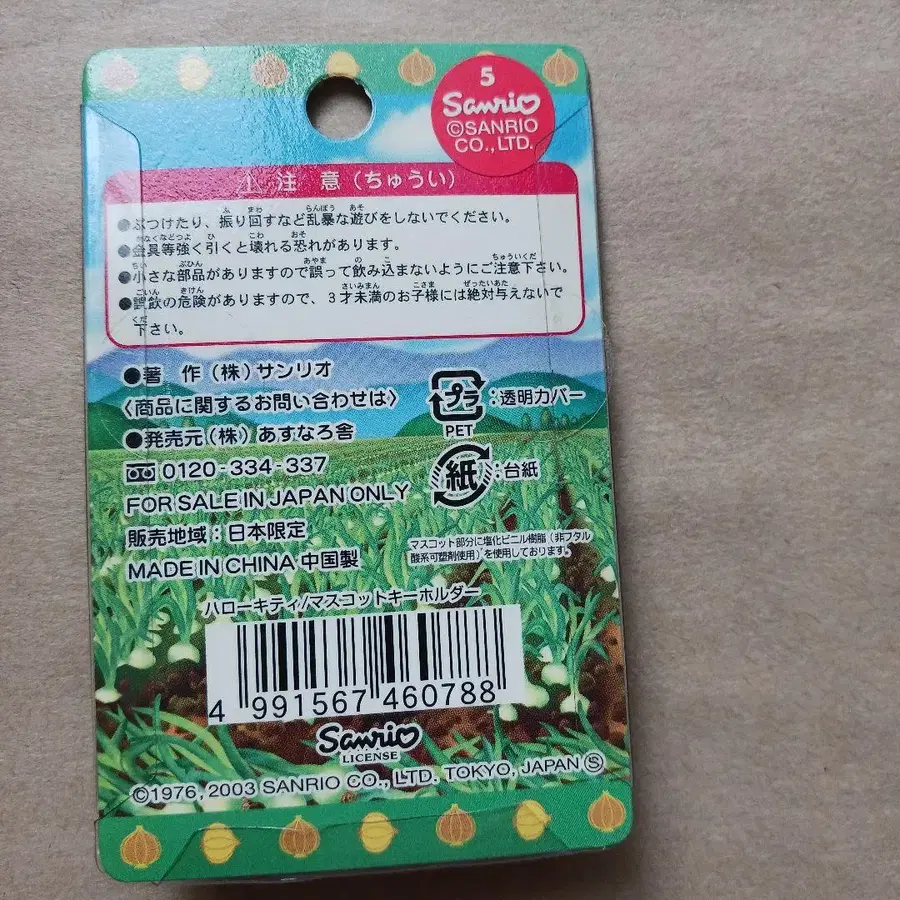 5
Sanrio
©SANRIO
CO., LTD.
⚠ 注 意 (ちゅうい)
●ぶつけたり、振り回すなど乱暴な遊びをしないでください。
●金具等強く引くと壊れる恐れがあります。
●小さな部品がありますので誤って飲み込まないようにご注意下さい。
●誤飲の危険がありますので、3才未満のお子様には絶対与えないで
下さい。
●著 作 (株) サンリオ
〈商品に関するお問い合わせは〉
●発売元 (株) あすなろ舎
0120-334-337
FOR SALE IN JAPAN ONLY
販売地域:日本限定
MADE IN CHINA 中国製
プラ :透明カバー
PET
紙 :台紙
マスコット部分に塩化ビニル樹脂(非フタル
酸系可塑剤使用)を使用しております。
ハローキティ/マスコットキーホルダー
4 991567 460788
Sanrio
LICENSE
©1976, 2003 SANRIO CO., LTD. TOKYO, JAPAN Ⓢ